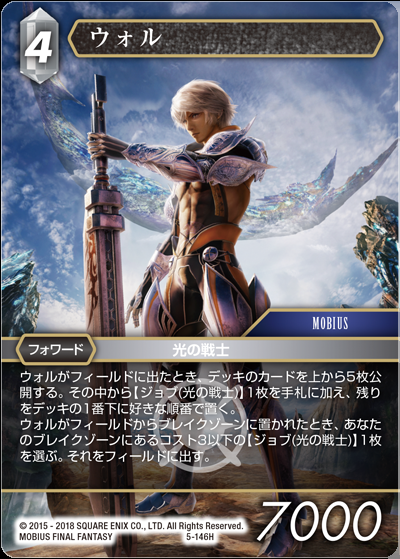 4
ウォル
MOBIUS
フォワード
光の戦士
ウォルがフィールドに出たとき、デッキのカードを上から5枚公
開する。その中から【ジョブ(光の戦士)】1枚を手札に加え、残り
をデッキの1番下に好きな順番で置く。
ウォルがフィールドからブレイクゾーンに置かれたとき、あなた
のブレイクゾーンにあるコスト3以下の【ジョブ(光の戦士)】1枚
を選ぶ。それをフィールドに出す。
© 2015 - 2018 SQUARE ENIX CO., LTD. All Rights Reserved.
MOBIUS FINAL FANTASY
5-146H
7000